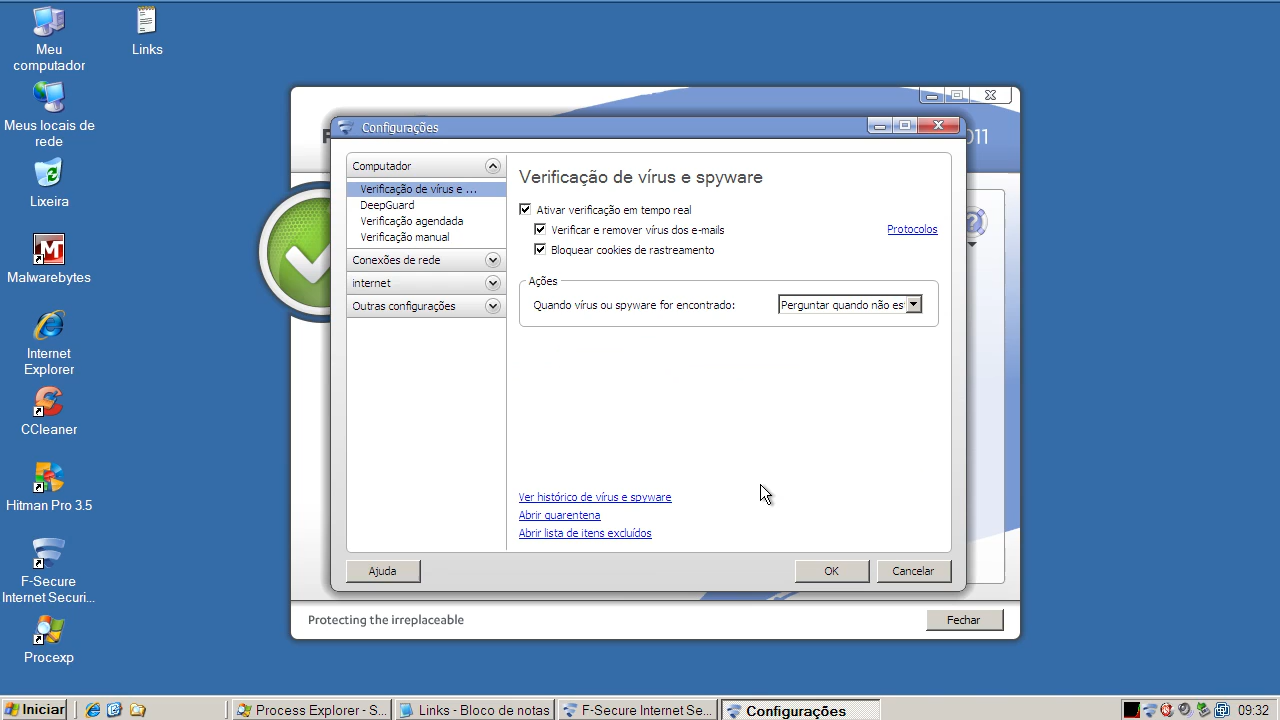 Meu
computador
Links
Meus locais de
rede
Lixeira
Malwarebytes
Internet
Explorer
CCleaner
Hitman Pro 3.5
F-Secure
Internet Securi...
Procexp
011
Configurações
Computador
Verificação de vírus e ...
DeepGuard
Verificação agendada
Verificação manual
Conexões de rede
internet
Outras configurações
Verificação de vírus e spyware
Ativar verificação em tempo real
Verificar e remover vírus dos e-mails
Protocolos
Bloquear cookies de rastreamento
Ações
Quando vírus ou spyware for encontrado:
Perguntar quando não es
Ver histórico de vírus e spyware
Abrir quarentena
Abrir lista de itens excluídos
Ajuda
OK
Cancelar
Protecting the irreplaceable
Fechar
Iniciar
Process Explorer - S...
Links - Bloco de notas
F-Secure Internet Se...
Configurações
09:32